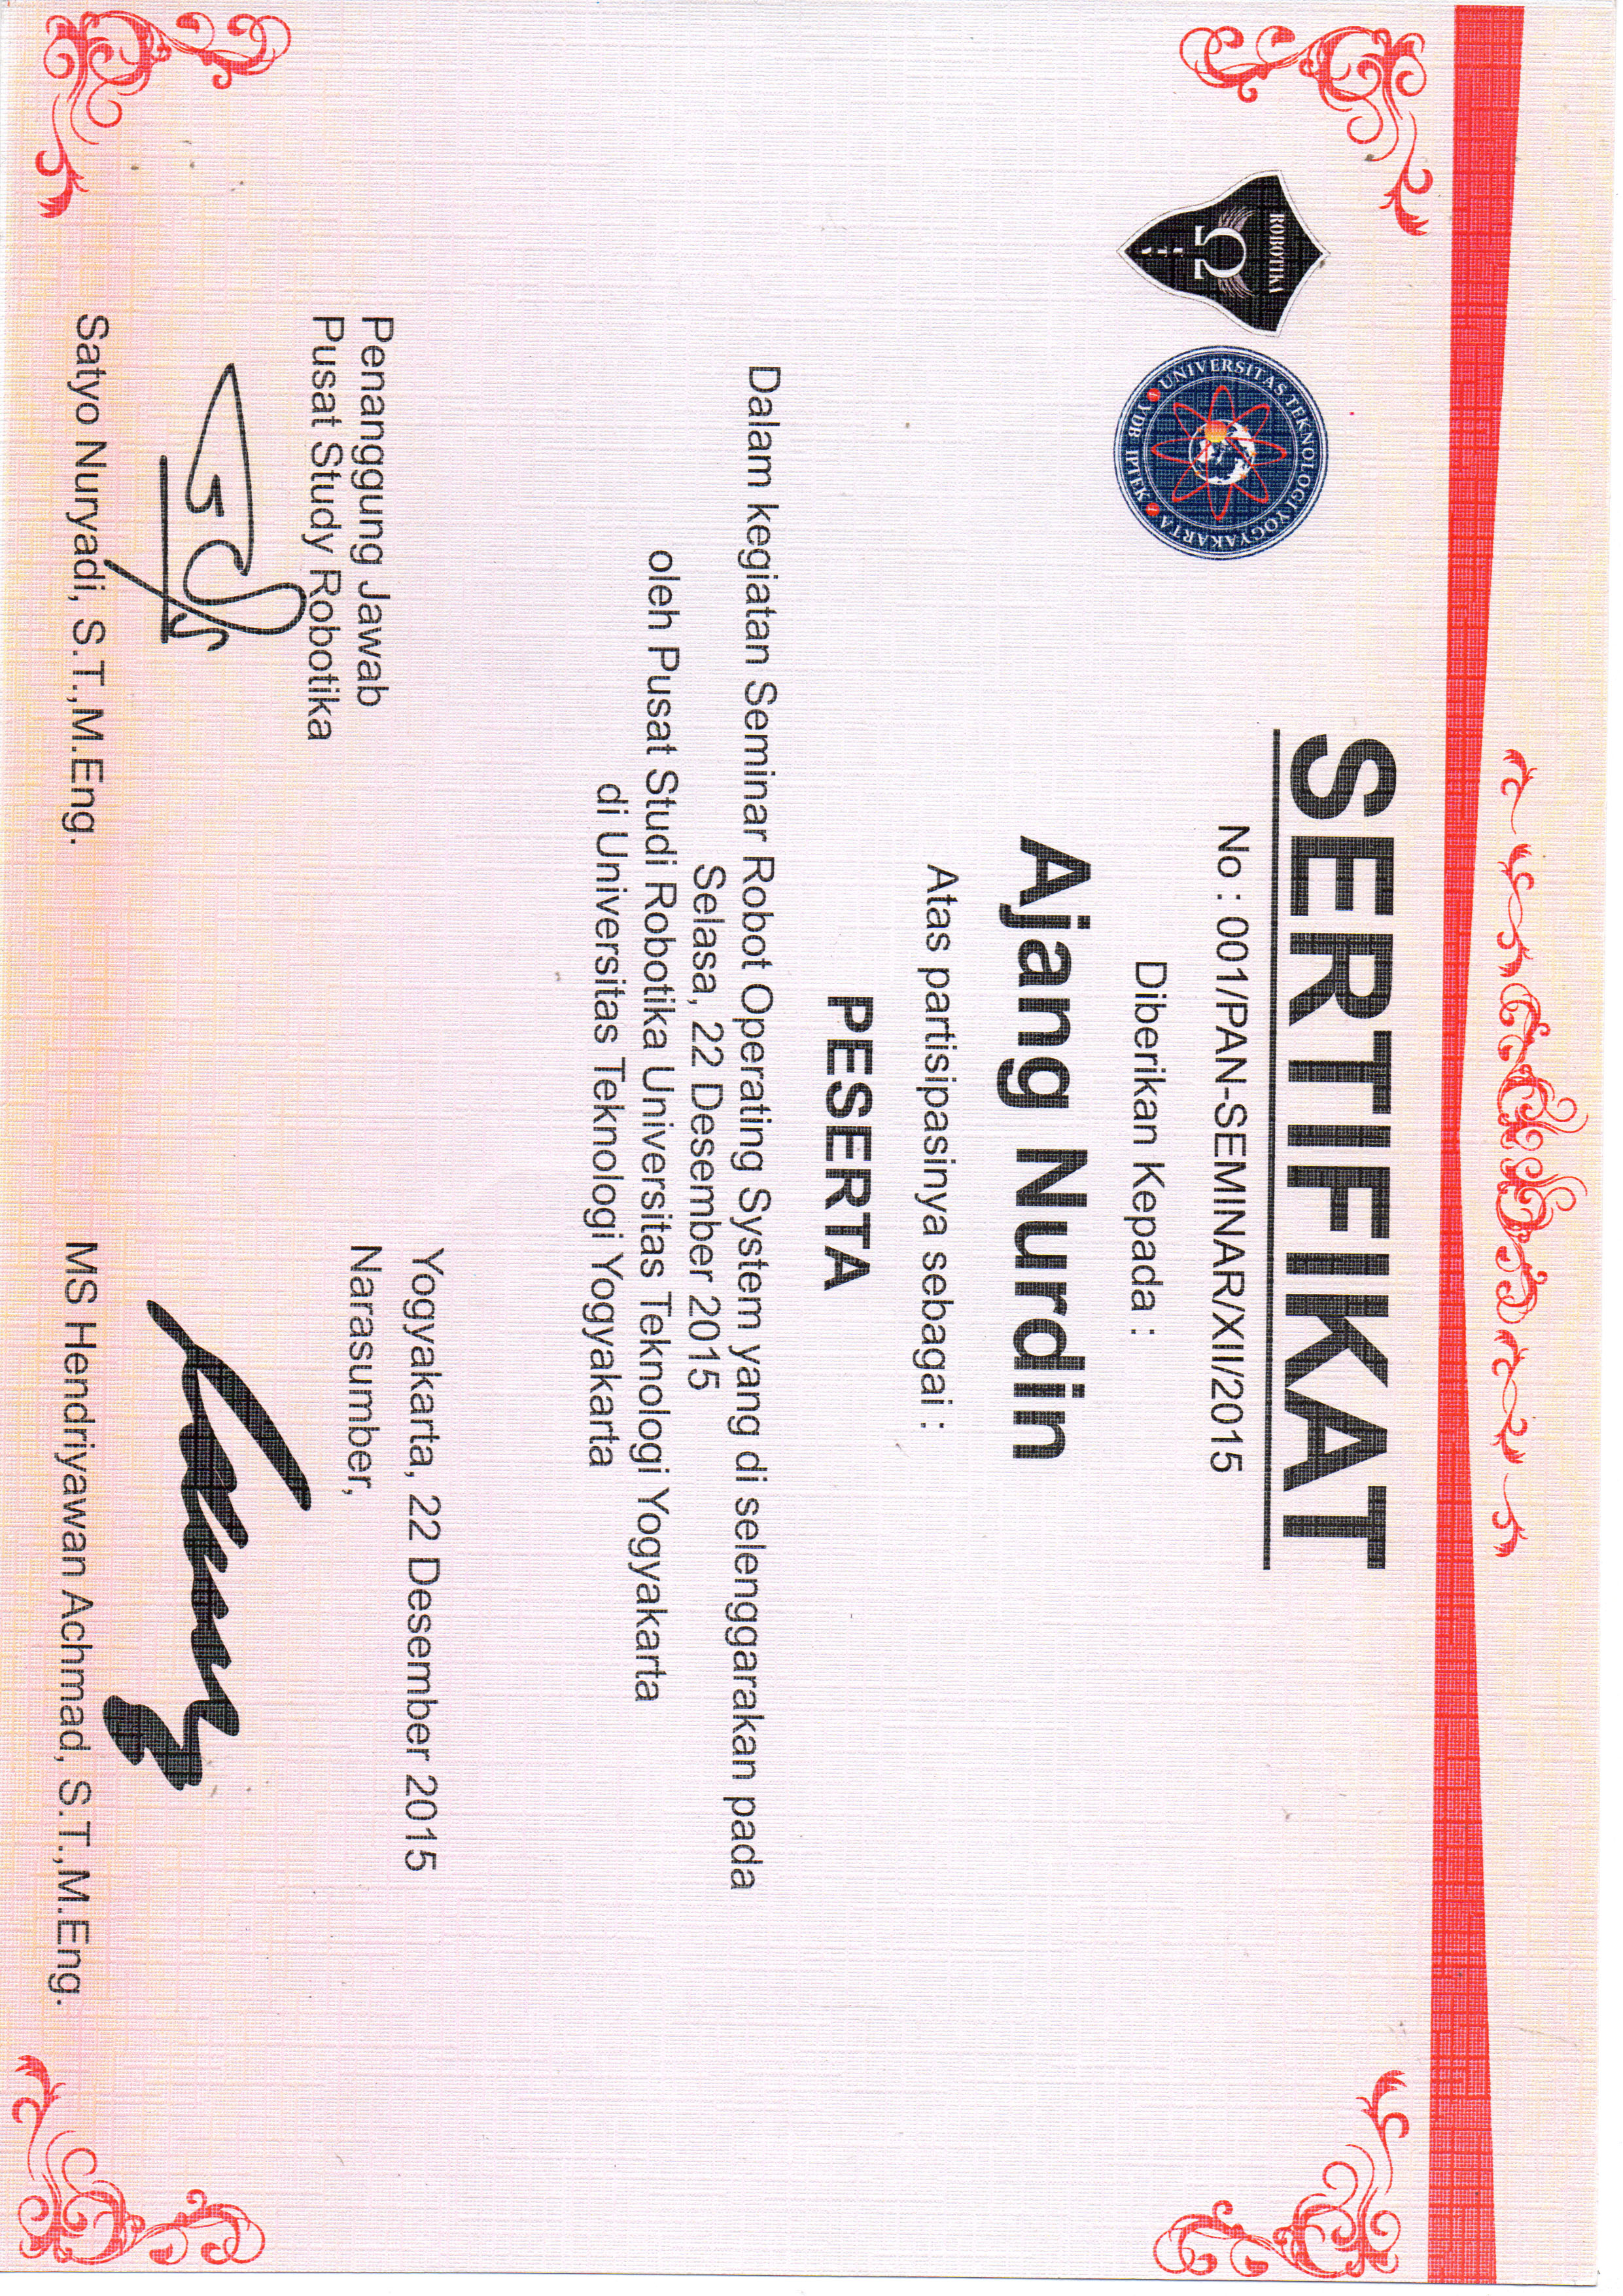 SERTIFIKAT
No : 001/PAN-SEMINAR/XII/2015
ROBOTIKA
Ω
UTY
UNIVERSITAS TEKNOLOGI YOGYAKARTA
YDB IPTEK
Diberikan Kepada :
Ajang Nurdin
Atas partisipasinya sebagai :
PESERTA
Dalam kegiatan Seminar Robot Operating System yang di selenggarakan pada
Selasa, 22 Desember 2015
oleh Pusat Studi Robotika Universitas Teknologi Yogyakarta
di Universitas Teknologi Yogyakarta
Yogyakarta, 22 Desember 2015
Penanggung Jawab
Pusat Study Robotika
Narasumber,
Satyo Nuryadi, S.T.,M.Eng.
MS Hendriyawan Achmad, S.T.,M.Eng.